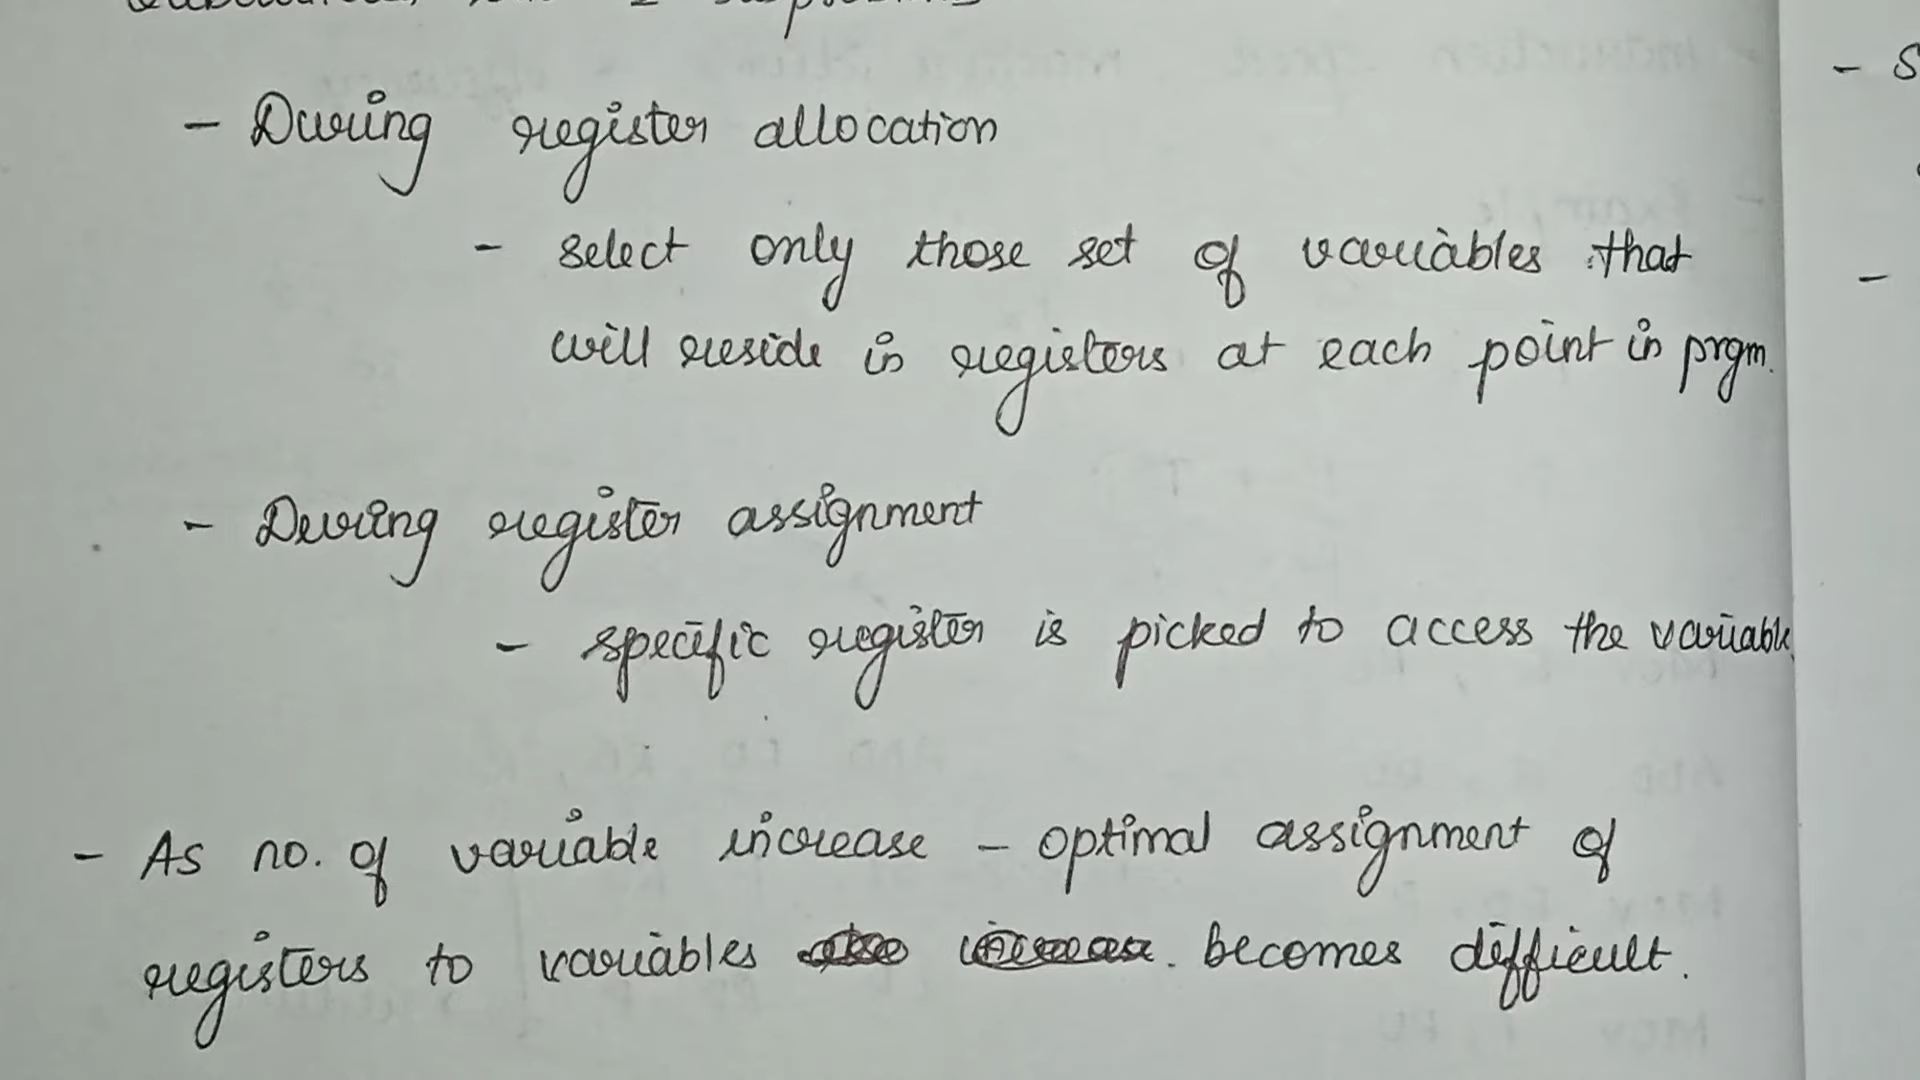 - During register allocation
- select only those set of variables that
will reside in registers at each point in prgm.
- During register assignment
- specific register is picked to access the variable.
- As no. of variable increase - optimal assignment of
registers to variables becomes difficult.